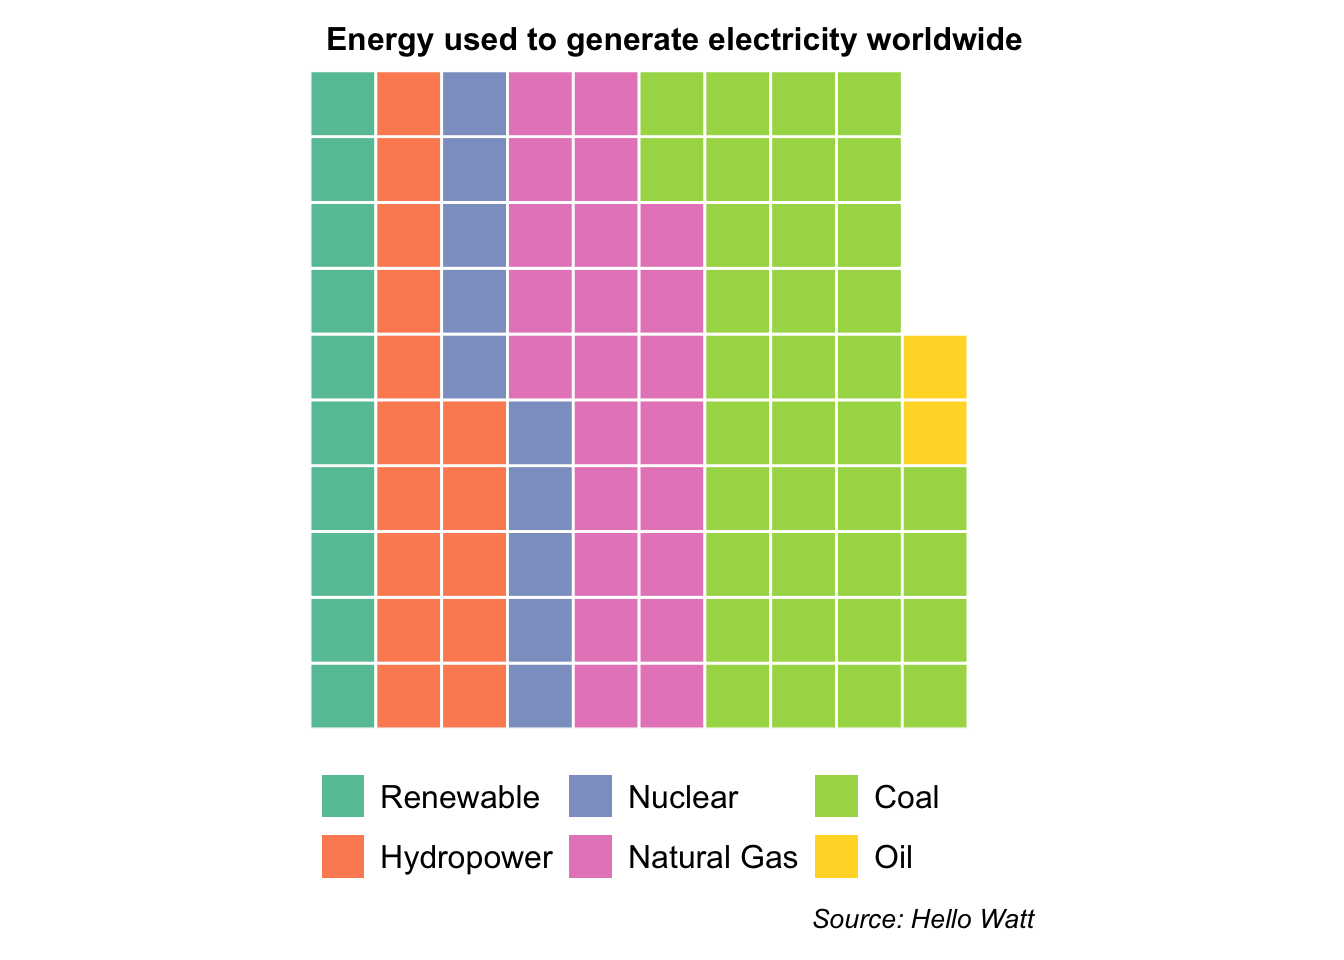 Energy used to generate electricity worldwide
Renewable
Nuclear
Coal
Hydropower
Natural Gas
Oil
Source: Hello Watt